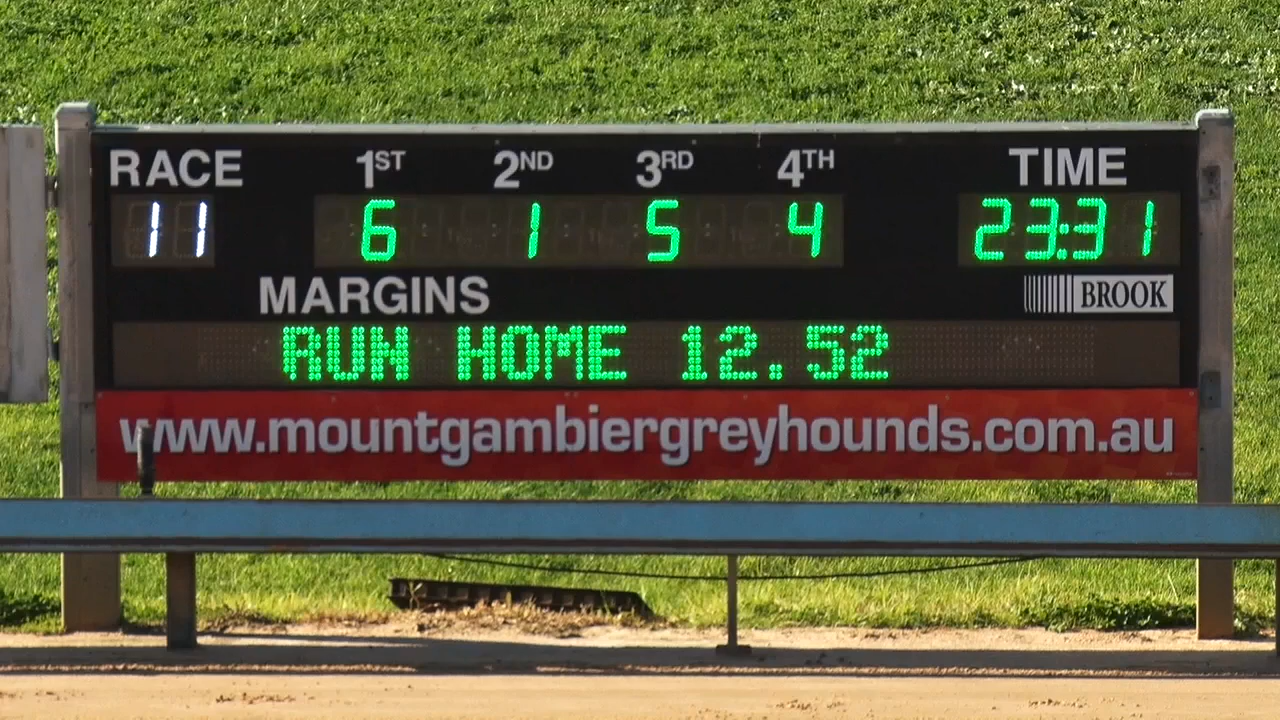 RACE 1ST 2ND 3RD 4TH TIME
11 6 1 5 4 23:31
MARGINS BROOK
RUN HOME 12.52
www.mountgambiergreyhounds.com.au